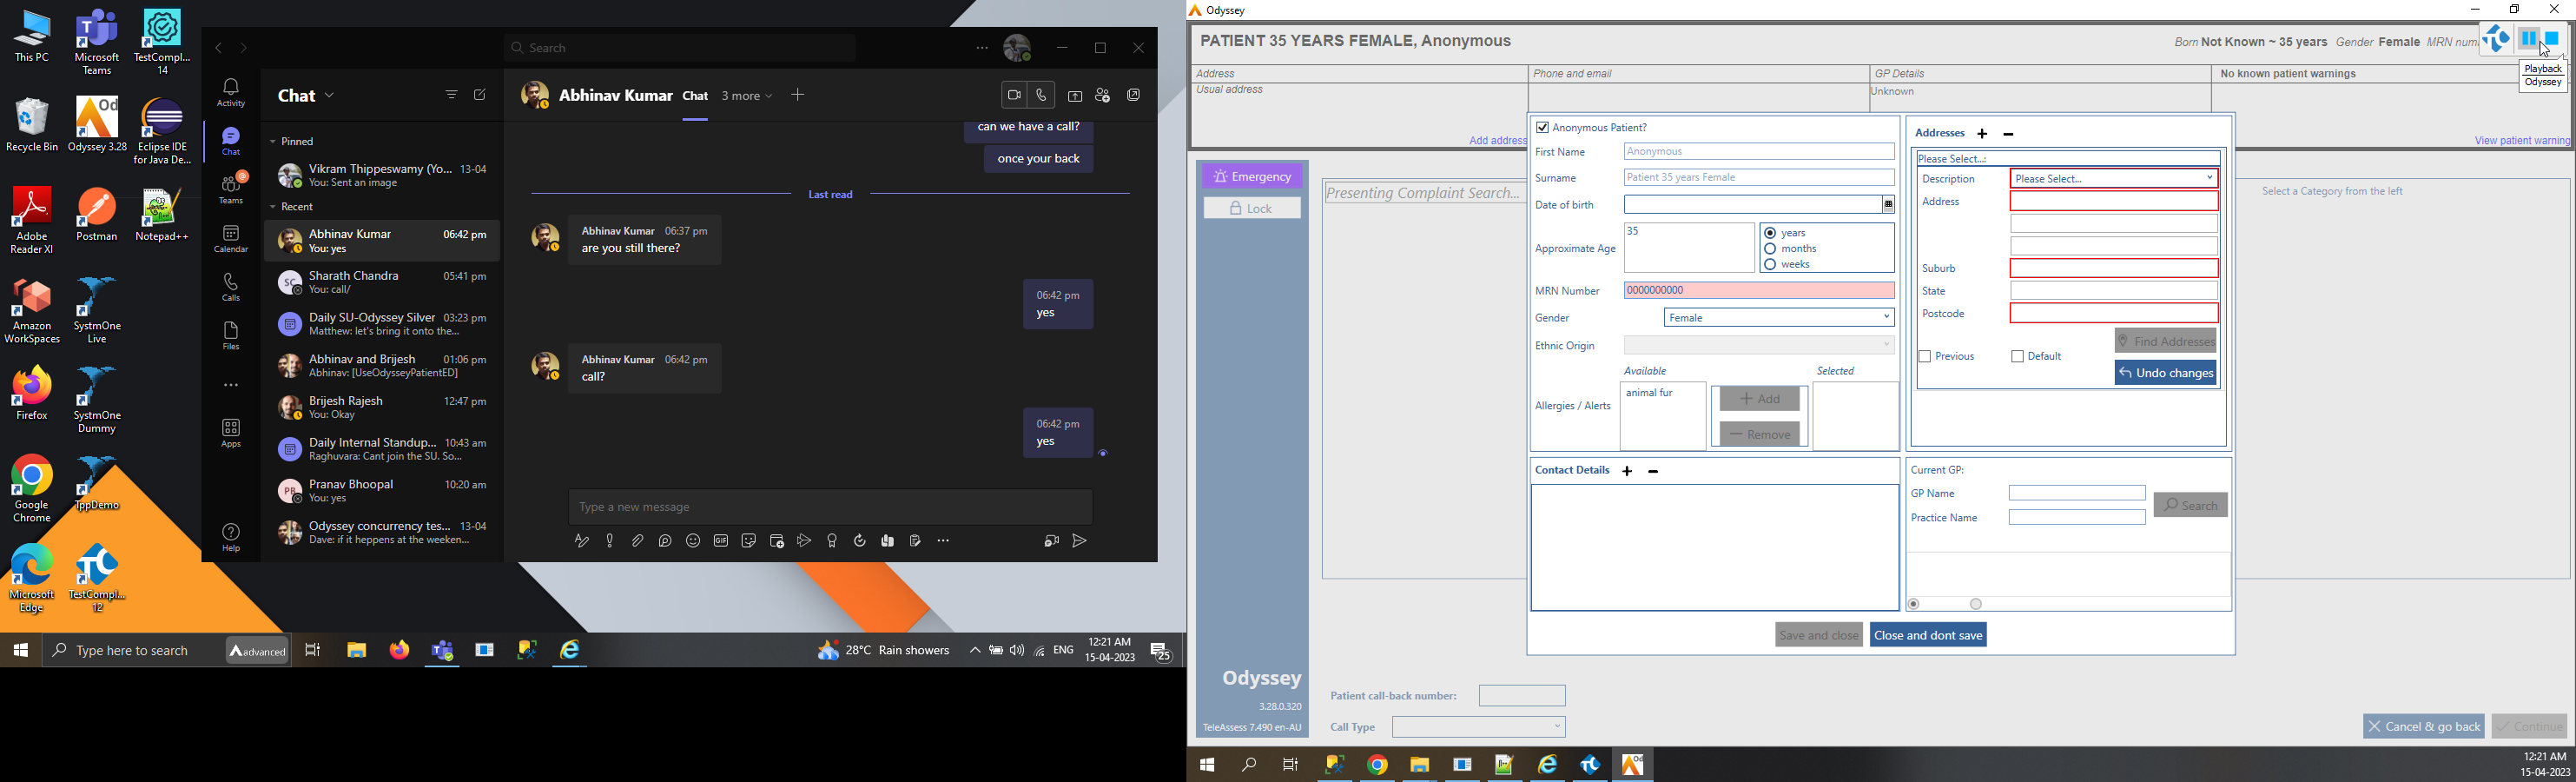 This PC
Microsoft Teams
TestCompl... 14
Recycle Bin
Odyssey 3.28
Eclipse IDE for Java De...
Adobe Reader XI
Postman
Notepad++
Amazon WorkSpaces
SystmOne Live
Firefox
SystmOne Dummy
Google Chrome
TppDemo
Microsoft Edge
TestCompl... 12
Search
Activity
Chat
Teams
Calendar
Calls
Files
Apps
Help
Chat
Pinned
Vikram Thippeswamy (Yo... 13-04
You: Sent an image
Recent
Abhinav Kumar 06:42 pm
You: yes
Sharath Chandra 05:41 pm
You: call/
Daily SU-Odyssey Silver 03:23 pm
Matthew: let's bring it onto the...
Abhinav and Brijesh 01:06 pm
Abhinav: [UseOdysseyPatientED]
Brijesh Rajesh 12:47 pm
You: Okay
Daily Internal Standup... 10:43 am
Raghuvara: Cant join the SU. So...
PB Pranav Bhoopal 10:20 am
You: yes
Odyssey concurrency tes... 13-04
Dave: if it heppens at the weeken...
Abhinav Kumar Chat 3 more
can we have a call?
once your back
Last read
Abhinav Kumar 06:37 pm
are you still there?
06:42 pm
yes
Abhinav Kumar 06:42 pm
call?
06:42 pm
yes
Type a new message
GIF
Type here to search
advanced
28°C Rain showers
ENG
12:21 AM
15-04-2023
25
Odyssey
PATIENT 35 YEARS FEMALE, Anonymous
Born Not Known ~ 35 years Gender Female MRN num
Playback
Odyssey
Address
Phone and email
GP Details
No known patient warnings
Usual address
Unknown
Add address
View patient warning
Emergency
Lock
Presenting Complaint Search...
Select a Category from the left
Anonymous Patient?
First Name Anonymous
Surname Patient 35 years Female
Date of birth
Approximate Age 35
years
months
weeks
MRN Number 0000000000
Gender Female
Ethnic Origin
Available Selected
Allergies / Alerts animal fur
Add
Remove
Addresses
Please Select...:
Description Please Select...
Address
Suburb
State
Postcode
Find Addresses
Previous Default
Undo changes
Contact Details
Current GP:
GP Name
Search
Practice Name
Save and close Close and dont save
Odyssey
3.28.0.320
TeleAssess 7.490 en-AU
Patient call-back number:
Call Type
Cancel & go back
Continue
12:21 AM
15-04-2023